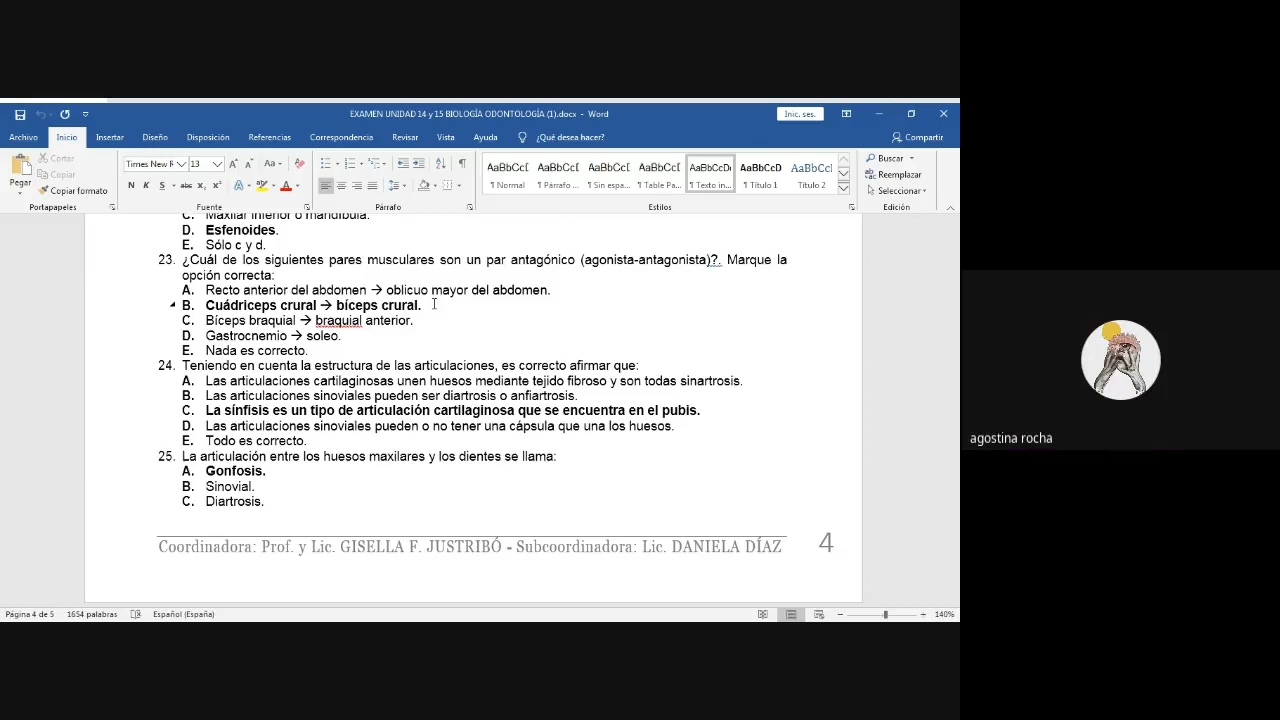 EXAMEN UNIDAD 14 y 15 BIOLOGÍA ODONTOLOGÍA (1).docx - Word
Inic. ses.
Archivo Inicio Insertar Diseño Disposición Referencias Correspondencia Revisar Vista Ayuda ¿Qué desea hacer? Compartir
Pegar
Cortar
Copiar
Copiar formato
Portapapeles
Times New R 13
Fuente
Párrafo
AaBbCcI AaBbCcI AaBbCcI AaBbCcI AaBbCcDı AaBbCcD AaBbCcI
¶ Normal ¶ Párrafo ... ¶ Sin espa... ¶ Table Pa... ¶ Texto in... ¶ Título 1 Título 2
Estilos
Buscar
Reemplazar
Seleccionar
Edición
C. Maxilar inferior o mandíbula.
D. Esfenoides.
E. Sólo c y d.
23. ¿Cuál de los siguientes pares musculares son un par antagónico (agonista-antagonista)?. Marque la
opción correcta:
A. Recto anterior del abdomen → oblicuo mayor del abdomen.
B. Cuádriceps crural → bíceps crural.
C. Bíceps braquial → braquial anterior.
D. Gastrocnemio → soleo.
E. Nada es correcto.
24. Teniendo en cuenta la estructura de las articulaciones, es correcto afirmar que:
A. Las articulaciones cartilaginosas unen huesos mediante tejido fibroso y son todas sinartrosis.
B. Las articulaciones sinoviales pueden ser diartrosis o anfiartrosis.
C. La sínfisis es un tipo de articulación cartilaginosa que se encuentra en el pubis.
D. Las articulaciones sinoviales pueden o no tener una cápsula que una los huesos.
E. Todo es correcto.
25. La articulación entre los huesos maxilares y los dientes se llama:
A. Gonfosis.
B. Sinovial.
C. Diartrosis.
Coordinadora: Prof. y Lic. GISELLA F. JUSTRIBÓ - Subcoordinadora: Lic. DANIELA DÍAZ 4
Página 4 de 5 1654 palabras Español (España) 140%
agostina rocha